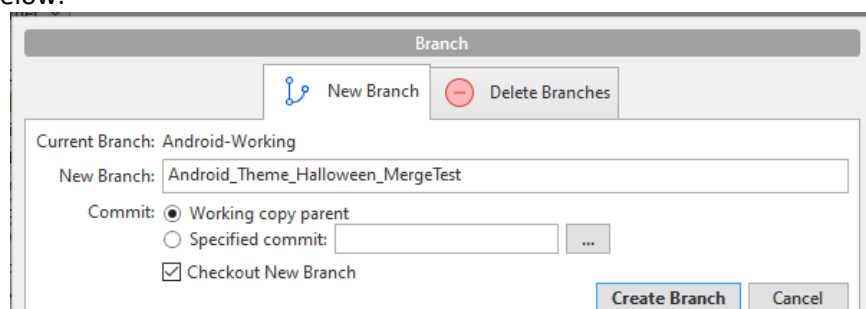 elow:
Branch
New Branch
Delete Branches
Current Branch: Android-Working
New Branch: Android_Theme_Halloween_MergeTest
Commit: Working copy parent
Specified commit: ...
Checkout New Branch
Create Branch Cancel